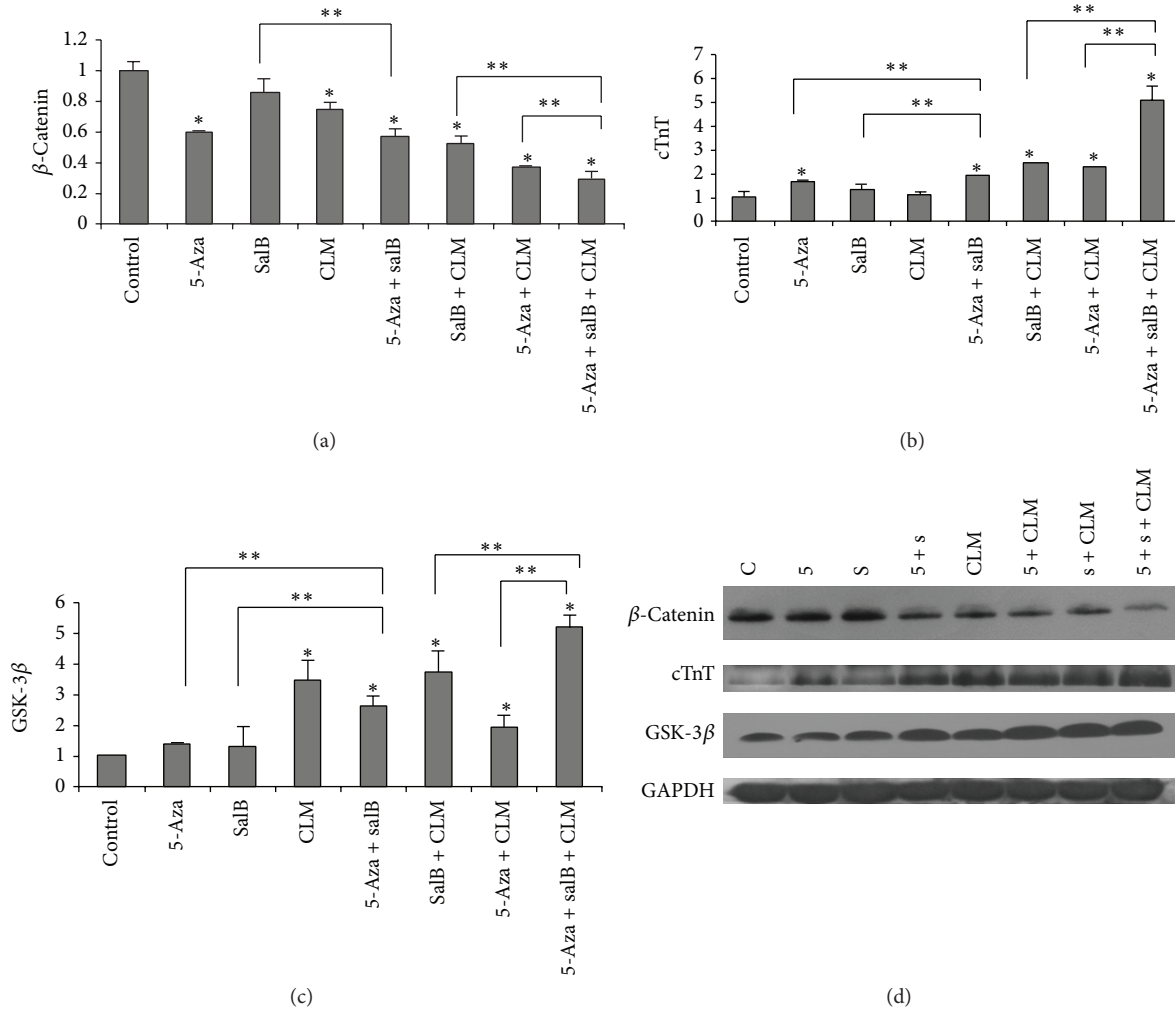 β-Catenin
1.2
1
0.8
0.6
0.4
0.2
0
*
*
*
*
*
*
**
**
**
Control
5-Aza
SalB
CLM
5-Aza + salB
SalB + CLM
5-Aza + CLM
5-Aza + salB + CLM
(a)
cTnT
7
6
5
4
3
2
1
0
*
*
*
*
*
**
**
**
**
Control
5-Aza
SalB
CLM
5-Aza + salB
SalB + CLM
5-Aza + CLM
5-Aza + salB + CLM
(b)
GSK-3β
6
5
4
3
2
1
0
*
*
*
*
*
**
**
**
**
Control
5-Aza
SalB
CLM
5-Aza + salB
SalB + CLM
5-Aza + CLM
5-Aza + salB + CLM
(c)
C
5
S
5 + s
CLM
5 + CLM
s + CLM
5 + s + CLM
β-Catenin
cTnT
GSK-3β
GAPDH
(d)